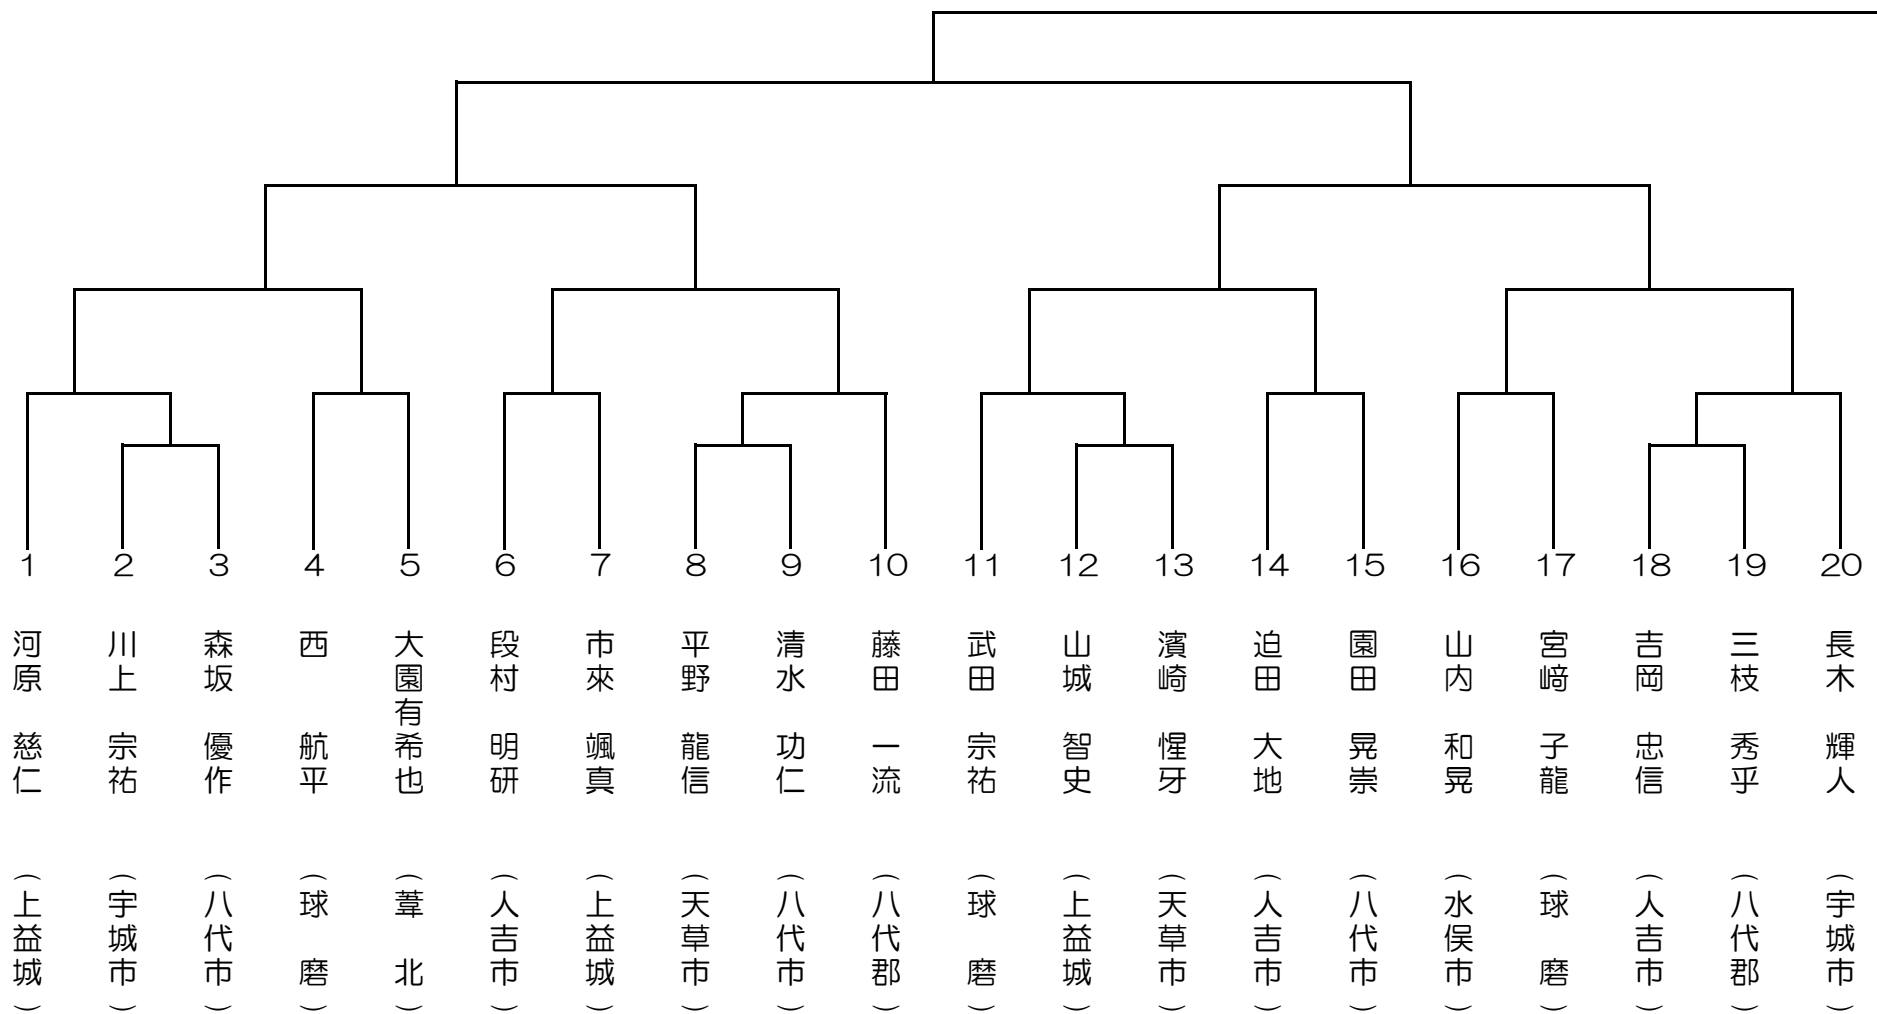 1 2 3 4 5 6 7 8 9 10 11 12 13 14 15 16 17 18 19 20
河原 慈仁 (上益城)
川上 宗祐 (宇城市)
森坂 優作 (八代市)
西 航平 (球 磨)
大園有希也 (葦 北)
段村 明研 (人吉市)
市來 颯真 (上益城)
平野 龍信 (天草市)
清水 功仁 (八代市)
藤田 一流 (八代郡)
武田 宗祐 (球 磨)
山城 智史 (上益城)
濱崎 惺牙 (天草市)
迫田 大地 (人吉市)
園田 晃崇 (八代市)
山内 和晃 (水俣市)
宮﨑 子龍 (球 磨)
吉岡 忠信 (人吉市)
三枝 秀乎 (八代郡)
長木 輝人 (宇城市)